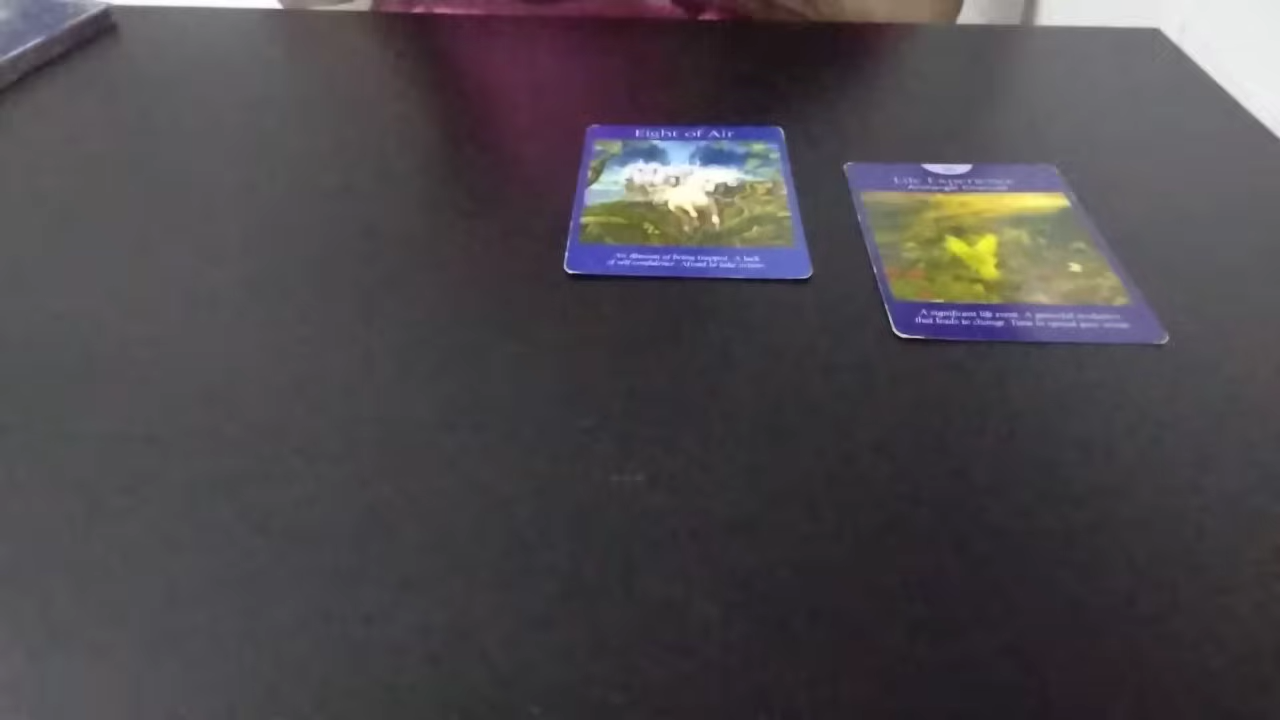 Eight of Air
An illusion of being trapped. A lack
of self-confidence. Afraid to take action.
Life Experience
Archangel
A significant life event. A powerful
that leads to change. Time to spread your wings.